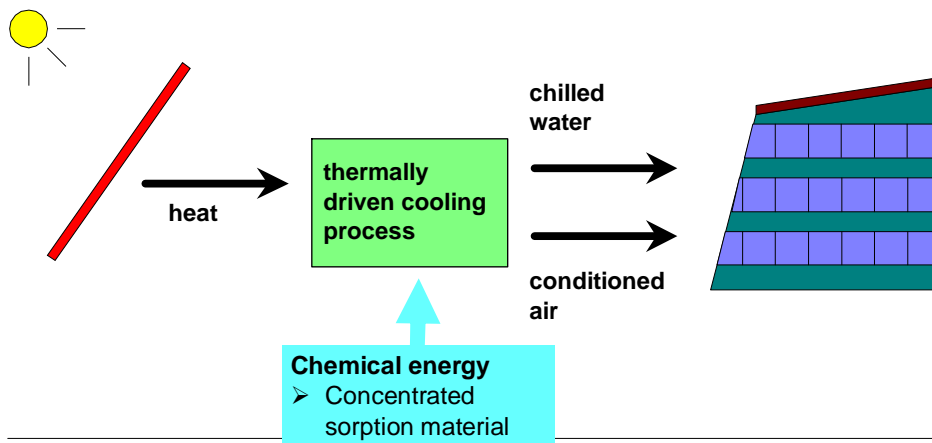 chilled
water
thermally
driven cooling
process
heat
conditioned
air
Chemical energy
➢ Concentrated
sorption material